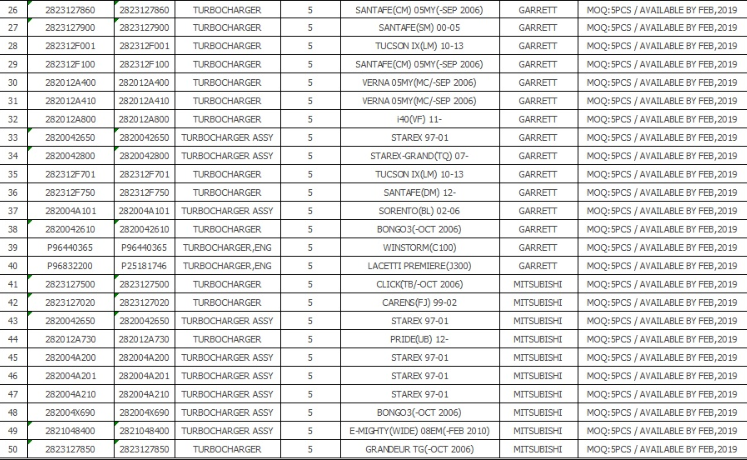 26 2823127860 2823127860 TURBOCHARGER 5 SANTAFE(CM) 05MY(-SEP 2006) GARRETT MOQ:5PCS / AVAILABLE BY FEB,2019
27 2823127900 2823127900 TURBOCHARGER 5 SANTAFE(SM) 00-05 GARRETT MOQ:5PCS / AVAILABLE BY FEB,2019
28 282312F001 282312F001 TURBOCHARGER 5 TUCSON IX(LM) 10-13 GARRETT MOQ:5PCS / AVAILABLE BY FEB,2019
29 282312F100 282312F100 TURBOCHARGER 5 SANTAFE(CM) 05MY(-SEP 2006) GARRETT MOQ:5PCS / AVAILABLE BY FEB,2019
30 282012A400 282012A400 TURBOCHARGER 5 VERNA 05MY(MC/-SEP 2006) GARRETT MOQ:5PCS / AVAILABLE BY FEB,2019
31 282012A410 282012A410 TURBOCHARGER 5 VERNA 05MY(MC/-SEP 2006) GARRETT MOQ:5PCS / AVAILABLE BY FEB,2019
32 282012A800 282012A800 TURBOCHARGER 5 i40(VF) 11- GARRETT MOQ:5PCS / AVAILABLE BY FEB,2019
33 2820042650 2820042650 TURBOCHARGER ASSY 5 STAREX 97-01 GARRETT MOQ:5PCS / AVAILABLE BY FEB,2019
34 2820042800 2820042800 TURBOCHARGER ASSY 5 STAREX-GRAND(TQ) 07- GARRETT MOQ:5PCS / AVAILABLE BY FEB,2019
35 282312F701 282312F701 TURBOCHARGER 5 TUCSON IX(LM) 10-13 GARRETT MOQ:5PCS / AVAILABLE BY FEB,2019
36 282312F750 282312F750 TURBOCHARGER 5 SANTAFE(DM) 12- GARRETT MOQ:5PCS / AVAILABLE BY FEB,2019
37 282004A101 282004A101 TURBOCHARGER ASSY 5 SORENTO(BL) 02-06 GARRETT MOQ:5PCS / AVAILABLE BY FEB,2019
38 2820042610 2820042610 TURBOCHARGER 5 BONGO3(-OCT 2006) GARRETT MOQ:5PCS / AVAILABLE BY FEB,2019
39 P96440365 P96440365 TURBOCHARGER,ENG 5 WINSTORM(C100) GARRETT MOQ:5PCS / AVAILABLE BY FEB,2019
40 P96832200 P25181746 TURBOCHARGER,ENG 5 LACETTI PREMIERE(J300) GARRETT MOQ:5PCS / AVAILABLE BY FEB,2019
41 2823127500 2823127500 TURBOCHARGER 5 CLICK(TB/-OCT 2006) MITSUBISHI MOQ:5PCS / AVAILABLE BY FEB,2019
42 2823127020 2823127020 TURBOCHARGER 5 CARENS(FJ) 99-02 MITSUBISHI MOQ:5PCS / AVAILABLE BY FEB,2019
43 2820042650 2820042650 TURBOCHARGER ASSY 5 STAREX 97-01 MITSUBISHI MOQ:5PCS / AVAILABLE BY FEB,2019
44 282012A730 282012A730 TURBOCHARGER 5 PRIDE(UB) 12- MITSUBISHI MOQ:5PCS / AVAILABLE BY FEB,2019
45 282004A200 282004A200 TURBOCHARGER ASSY 5 STAREX 97-01 MITSUBISHI MOQ:5PCS / AVAILABLE BY FEB,2019
46 282004A201 282004A201 TURBOCHARGER ASSY 5 STAREX 97-01 MITSUBISHI MOQ:5PCS / AVAILABLE BY FEB,2019
47 282004A210 282004A210 TURBOCHARGER ASSY 5 STAREX 97-01 MITSUBISHI MOQ:5PCS / AVAILABLE BY FEB,2019
48 282004X690 282004X690 TURBOCHARGER ASSY 5 BONGO3(-OCT 2006) MITSUBISHI MOQ:5PCS / AVAILABLE BY FEB,2019
49 2821048400 2821048400 TURBOCHARGER ASSY 5 E-MIGHTY(WIDE) 08EM(-FEB 2010) MITSUBISHI MOQ:5PCS / AVAILABLE BY FEB,2019
50 2823127850 2823127850 TURBOCHARGER 5 GRANDEUR TG(-OCT 2006) MITSUBISHI MOQ:5PCS / AVAILABLE BY FEB,2019